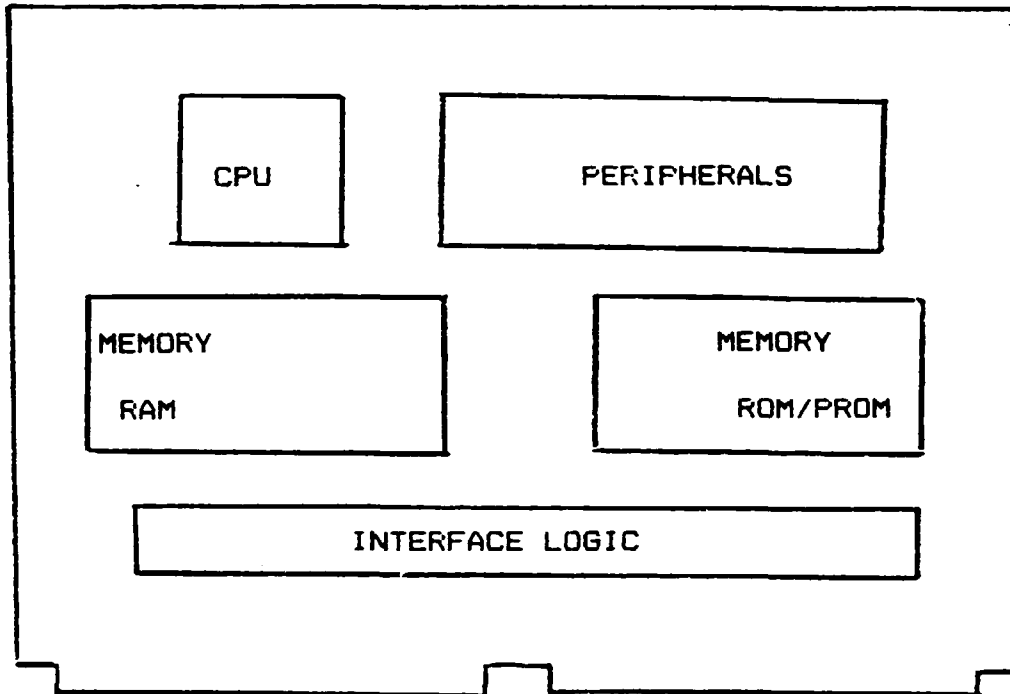 CPU
PERIPHERALS
MEMORY
RAM
MEMORY
ROM/PROM
INTERFACE LOGIC